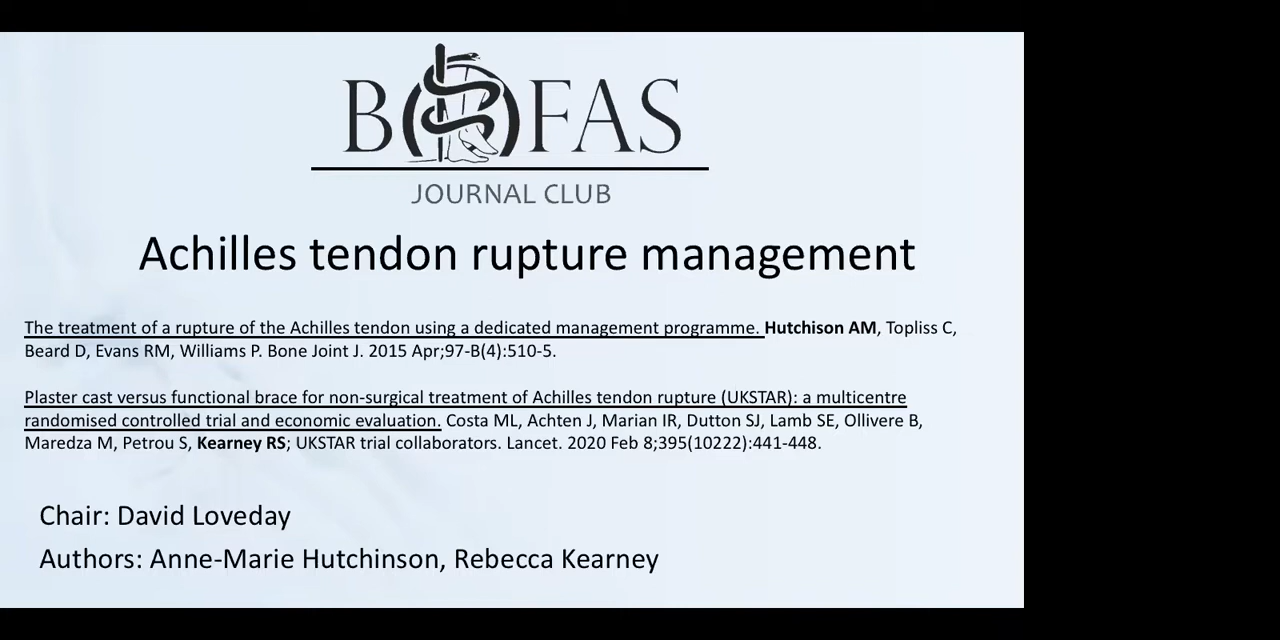 BOFAS
JOURNAL CLUB
Achilles tendon rupture management
The treatment of a rupture of the Achilles tendon using a dedicated management programme. Hutchison AM, Topliss C,
Beard D, Evans RM, Williams P. Bone Joint J. 2015 Apr;97-B(4):510-5.
Plaster cast versus functional brace for non-surgical treatment of Achilles tendon rupture (UKSTAR): a multicentre
randomised controlled trial and economic evaluation. Costa ML, Achten J, Marian IR, Dutton SJ, Lamb SE, Ollivere B,
Maredza M, Petrou S, Kearney RS; UKSTAR trial collaborators. Lancet. 2020 Feb 8;395(10222):441-448.
Chair: David Loveday
Authors: Anne-Marie Hutchinson, Rebecca Kearney